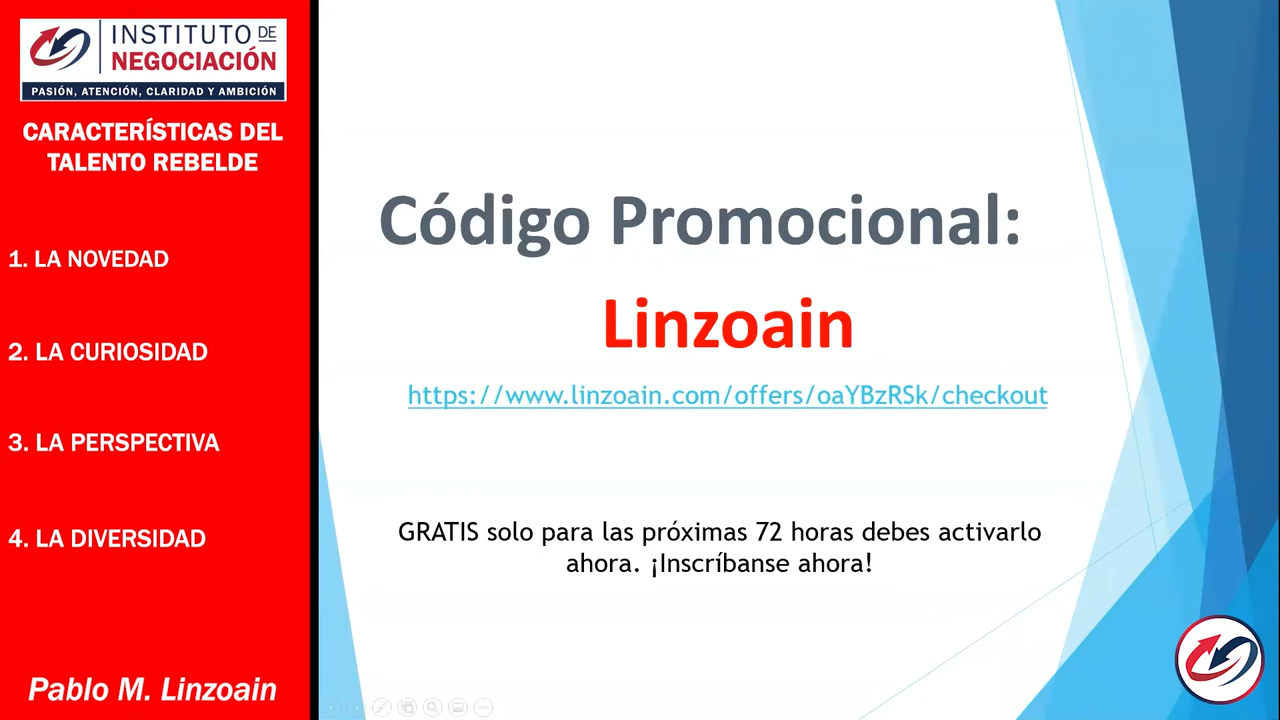 INSTITUTO DE
NEGOCIACIÓN
PASIÓN, ATENCIÓN, CLARIDAD Y AMBICIÓN
CARACTERÍSTICAS DEL
TALENTO REBELDE
1. LA NOVEDAD
2. LA CURIOSIDAD
3. LA PERSPECTIVA
4. LA DIVERSIDAD
Pablo M. Linzoain
Código Promocional:
Linzoain
https://www.linzoain.com/offers/oaYBzRSk/checkout
GRATIS solo para las próximas 72 horas debes activarlo
ahora. ¡Inscríbanse ahora!